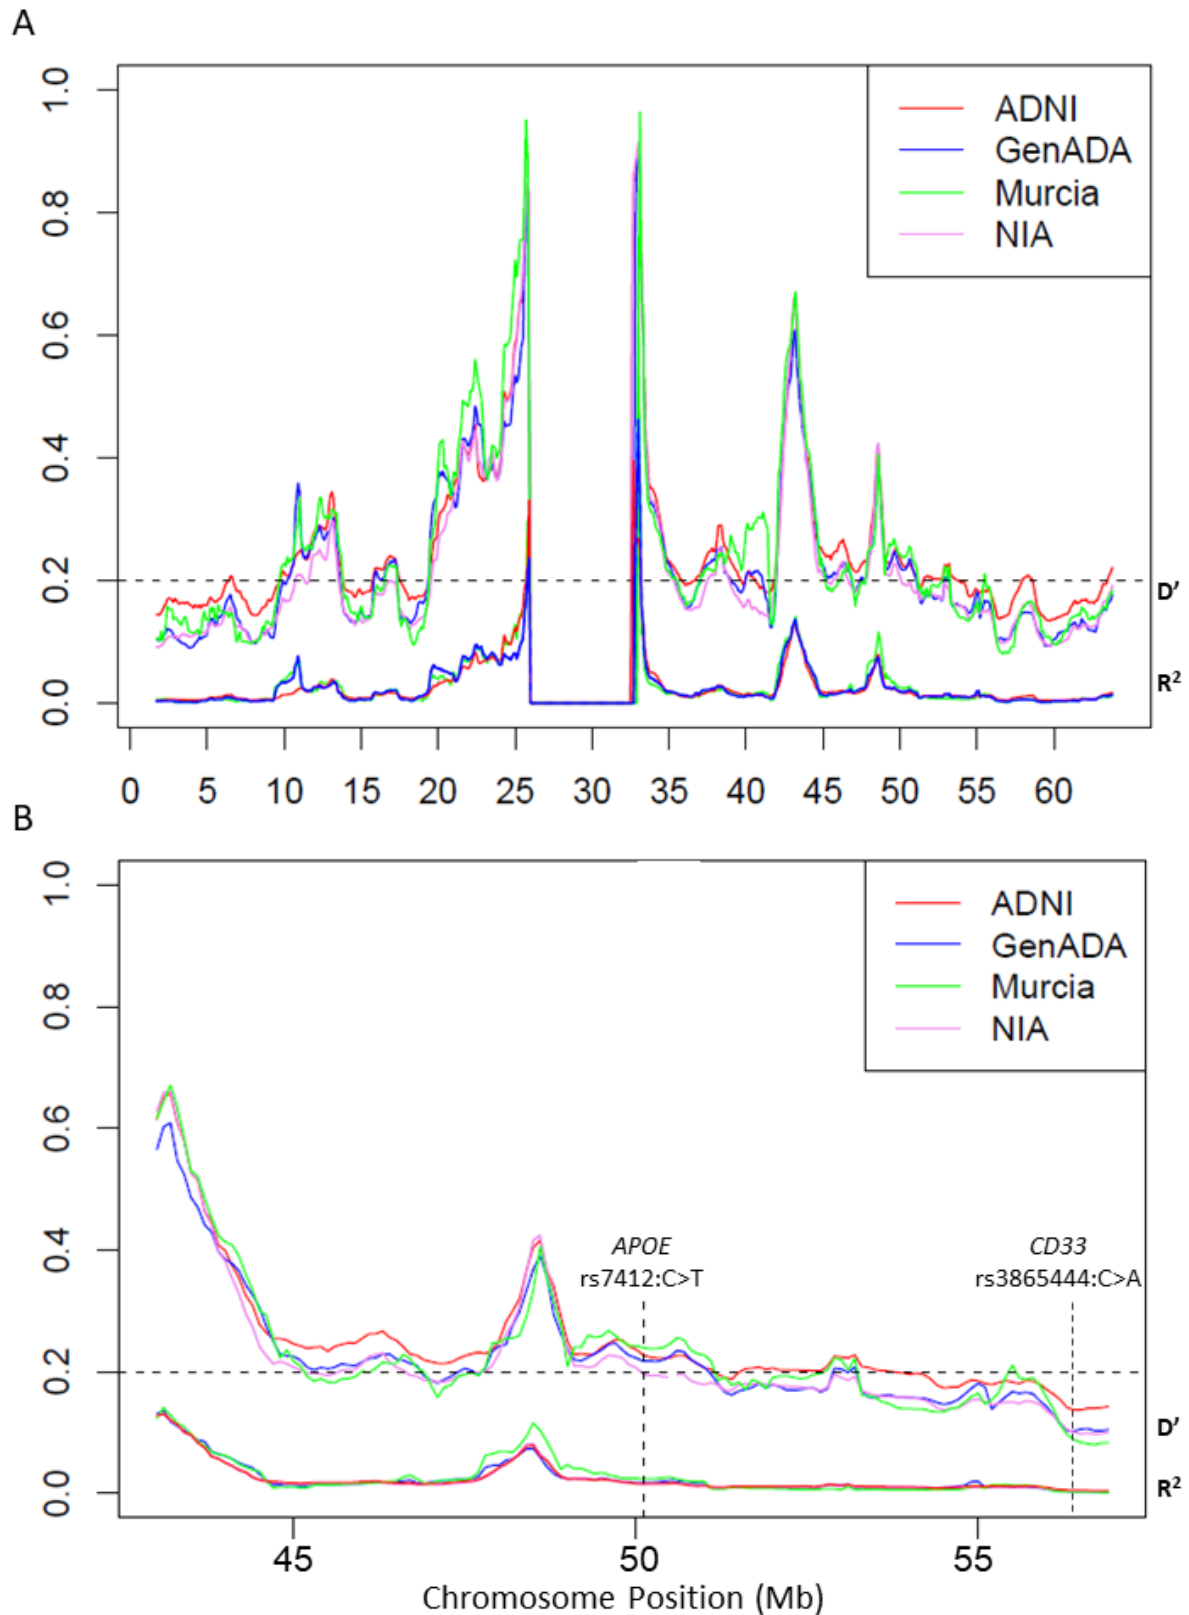 A
1.0
0.8
0.6
0.4
0.2
0.0
ADNI
GenADA
Murcia
NIA
D’
R²
0 5 10 15 20 25 30 35 40 45 50 55 60
B
1.0
0.8
0.6
0.4
0.2
0.0
ADNI
GenADA
Murcia
NIA
APOE
rs7412:C>T
CD33
rs3865444:C>A
D’
R²
45 50 55
Chromosome Position (Mb)